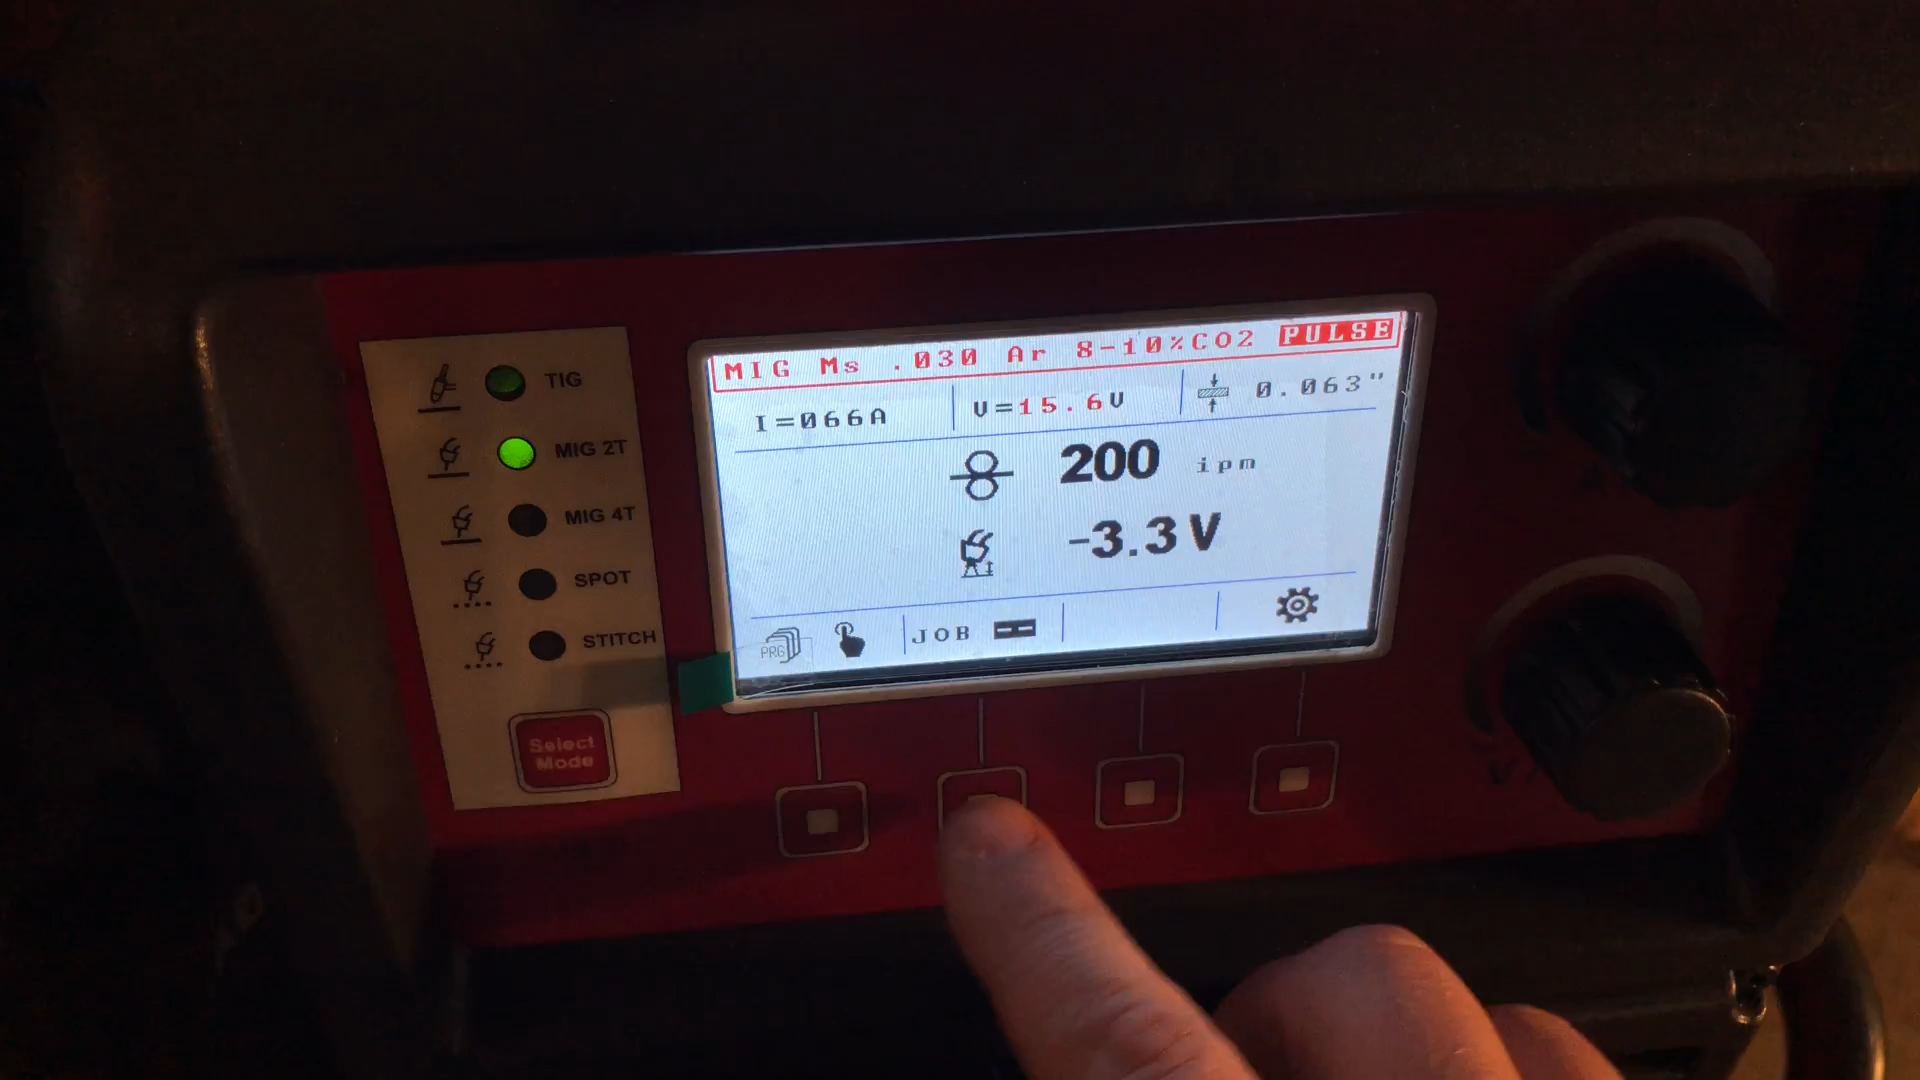 TIG
MIG 2T
MIG 4T
SPOT
STITCH
Select
Mode
MIG Ms .030 Ar 8-10%CO2 PULSE
I=066A V=15.6V 0.063"
200 ipm
-3.3 V
PRG JOB --